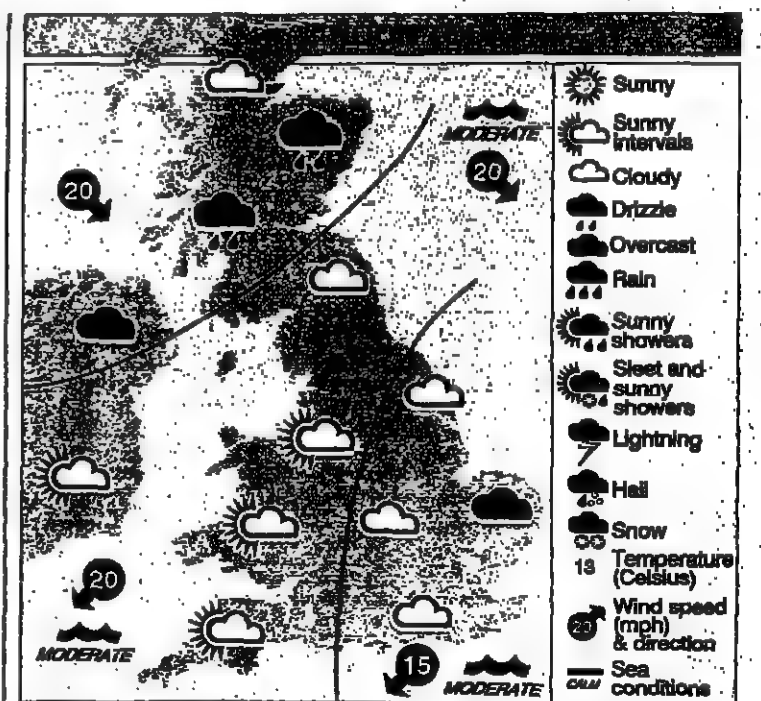 MODERATE
20
20
20
MODERATE
15
MODERATE
Sunny
Sunny
intervals
Cloudy
Drizzle
Overcast
Rain
Sunny
showers
Sleet and
sunny
showers
Lightning
Hail
Snow
13 Temperature
(Celsius)
20 Wind speed
(mph)
& direction
CALM Sea
conditions